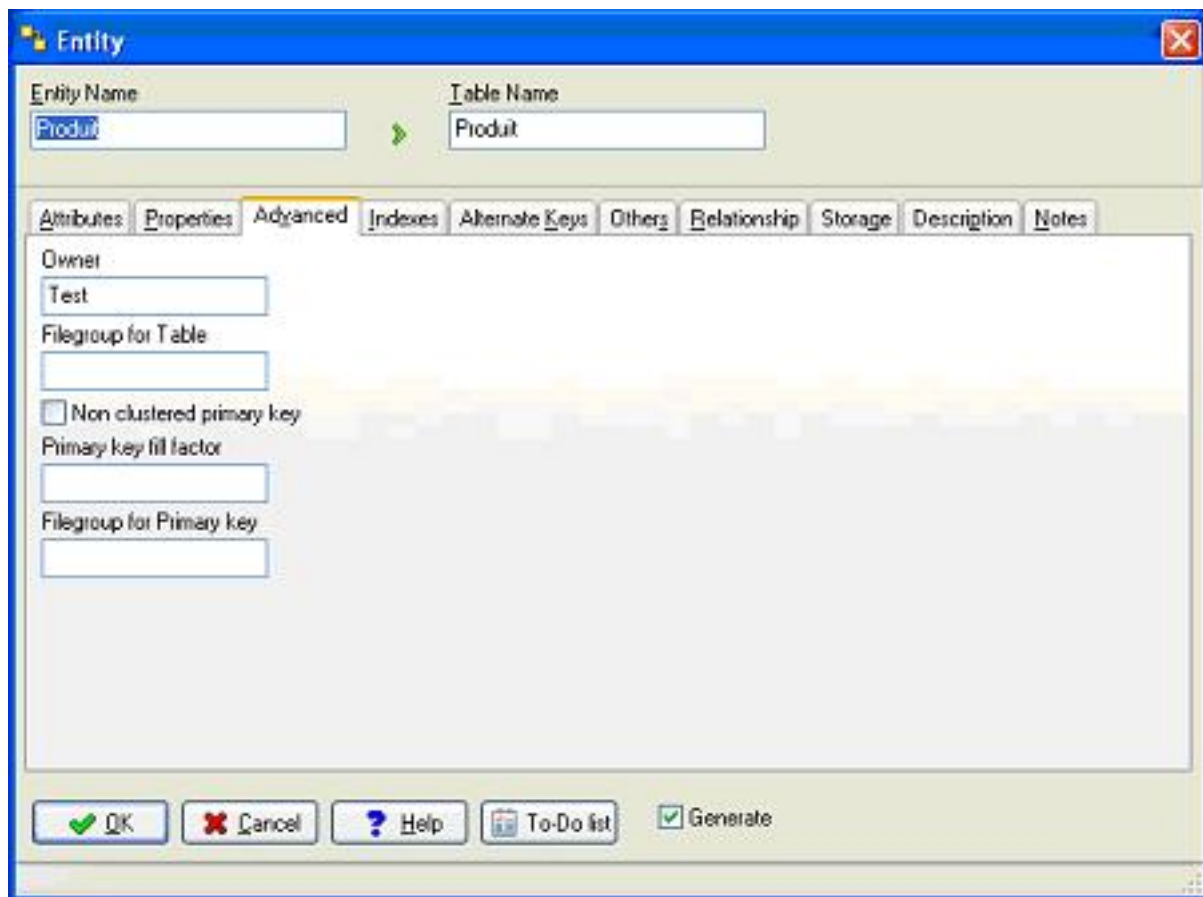 Entity
Entity Name Table Name
Produit Produit
Attributes Properties Advanced Indexes Alternate Keys Others Relationship Storage Description Notes
Owner
Test
Filegroup for Table
Non clustered primary key
Primary key fill factor
Filegroup for Primary key
OK Cancel ? Help To-Do list Generate